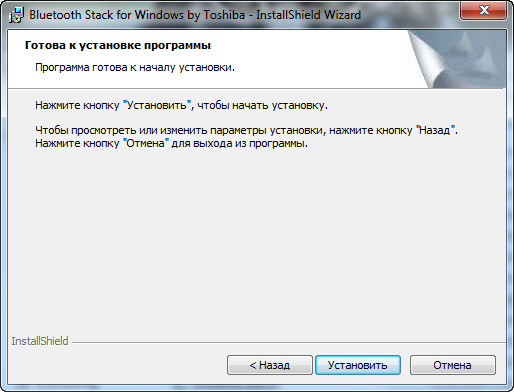 Bluetooth Stack for Windows by Toshiba - InstallShield Wizard
Готова к установке программы
Программа готова к началу установки.
Нажмите кнопку "Установить", чтобы начать установку.
Чтобы просмотреть или изменить параметры установки, нажмите кнопку "Назад".
Нажмите кнопку "Отмена" для выхода из программы.
InstallShield
< Назад
Установить
Отмена